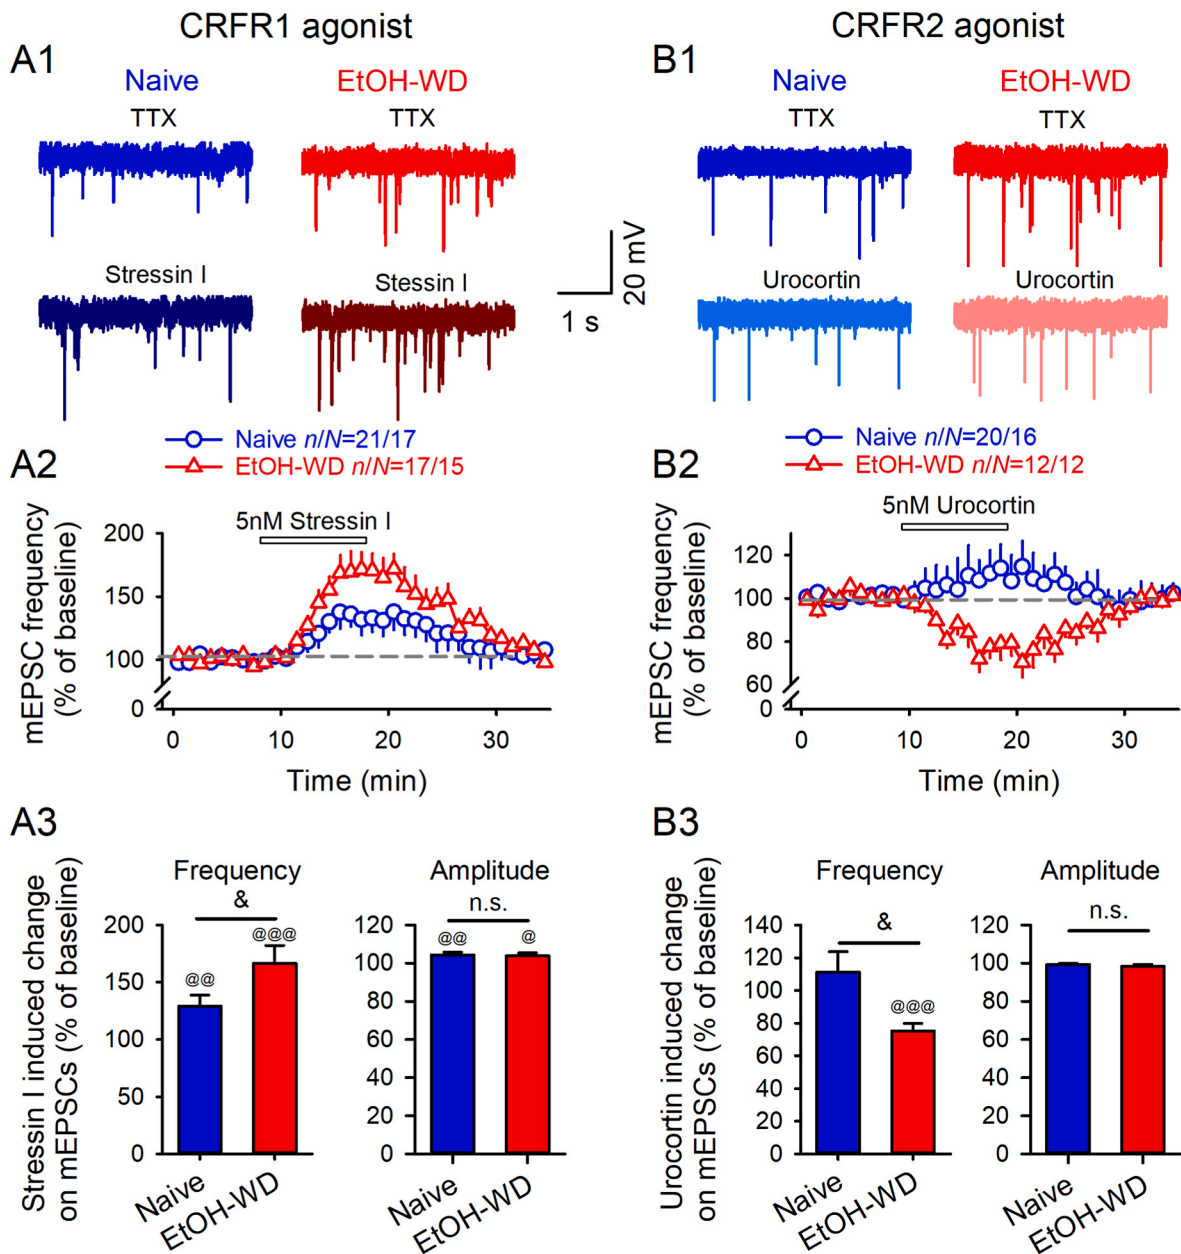 CRFR1 agonist
CRFR2 agonist
A1
B1
Naive
EtOH-WD
Naive
EtOH-WD
TTX
TTX
TTX
TTX
20 mV
1 s
Stressin I
Stessin I
Urocortin
Urocortin
A2
Naive n/N=21/17
EtOH-WD n/N=17/15
5nM Stressin I
mEPSC frequency
(% of baseline)
200
150
100
0
0
10
20
30
Time (min)
B2
Naive n/N=20/16
EtOH-WD n/N=12/12
5nM Urocortin
mEPSC frequency
(% of baseline)
120
100
80
60
0
0
10
20
30
Time (min)
A3
Stressin I induced change
on mEPSCs (% of baseline)
Frequency
&
200
150
100
50
0
@@
@@@
Naive
EtOH-WD
Amplitude
n.s.
120
100
80
60
40
20
0
@@
@
Naive
EtOH-WD
B3
Urocortin induced change
on mEPSCs (% of baseline)
Frequency
&
140
120
100
80
60
40
20
0
@@@
Naive
EtOH-WD
Amplitude
n.s.
120
100
80
60
40
20
0
Naive
EtOH-WD